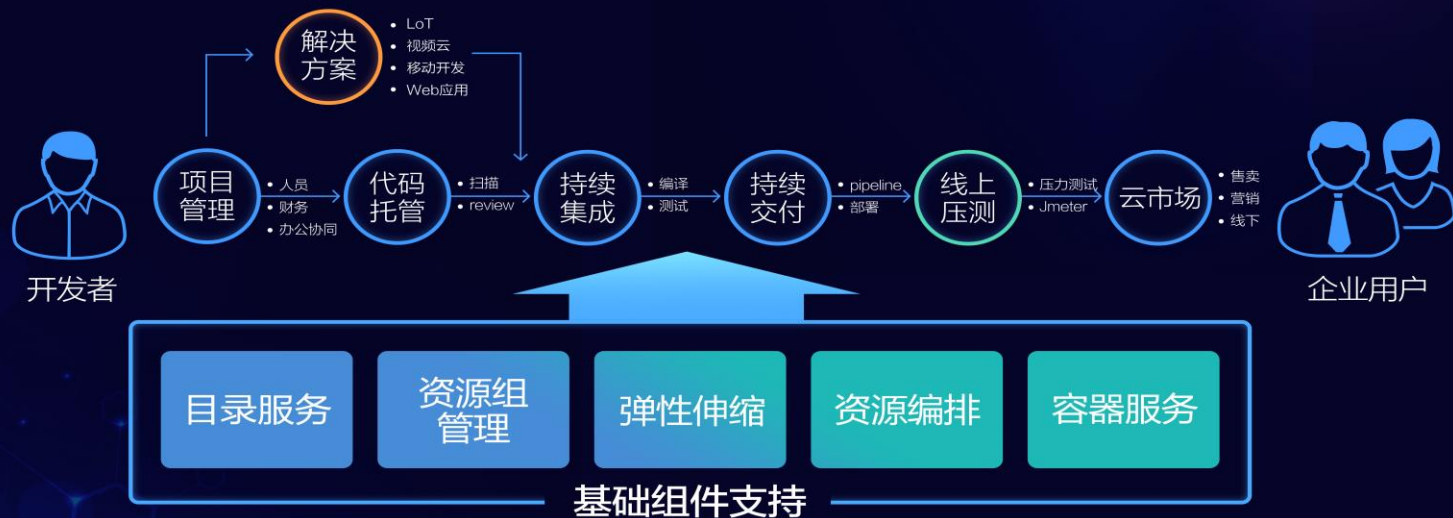 解决
方案
• LoT
• 视频云
• 移动开发
• Web应用
开发者
项目
管理
• 人员
• 财务
• 办公协同
代码
托管
• 扫描
• review
持续
集成
• 编译
• 测试
持续
交付
• pipeline
• 部署
线上
压测
• 压力测试
• Jmeter
云市场
• 售卖
• 营销
• 线下
企业用户
目录服务
资源组
管理
弹性伸缩
资源编排
容器服务
基础组件支持